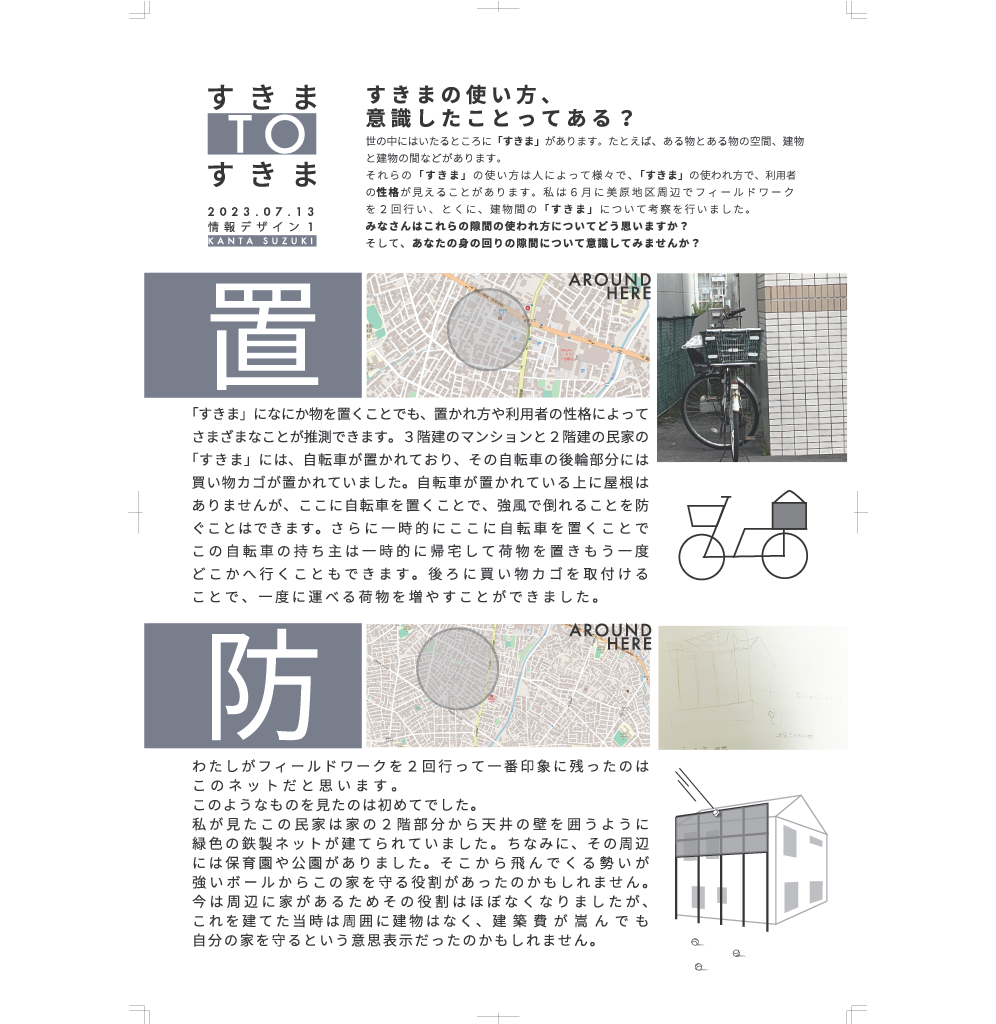 すきま
TO
すきま
2023.07.13
情報デザイン1
KANTA SUZUKI
すきまの使い方、
意識したことってある？
世の中にはいたるところに「すきま」があります。たとえば、ある物とある物の空間、建物
と建物の間などがあります。
それらの「すきま」の使い方は人によって様々で、「すきま」の使われ方で、利用者
の性格が見えることがあります。私は６月に美原地区周辺でフィールドワーク
を２回行い、とくに、建物間の「すきま」について考察を行いました。
みなさんはこれらの隙間の使われ方についてどう思いますか？
そして、あなたの身の回りの隙間について意識してみませんか？
置
AROUND
HERE
「すきま」になにか物を置くことでも、置かれ方や利用者の性格によって
さまざまなことが推測できます。３階建のマンションと２階建の民家の
「すきま」には、自転車が置かれており、その自転車の後輪部分には
買い物カゴが置かれていました。自転車が置かれている上に屋根は
ありませんが、ここに自転車を置くことで、強風で倒れることを防
ぐことはできます。さらに一時的にここに自転車を置くことで
この自転車の持ち主は一時的に帰宅して荷物を置きもう一度
どこかへ行くこともできます。後ろに買い物カゴを取付ける
ことで、一度に運べる荷物を増やすことができました。
防
AROUND
HERE
わたしがフィールドワークを２回行って一番印象に残ったのは
このネットだと思います。
このようなものを見たのは初めてでした。
私が見たこの民家は家の２階部分から天井の壁を囲うように
緑色の鉄製ネットが建てられていました。ちなみに、その周辺
には保育園や公園がありました。そこから飛んでくる勢いが
強いボールからこの家を守る役割があったのかもしれません。
今は周辺に家があるためその役割はほぼなくなりましたが、
これを建てた当時は周囲に建物はなく、建築費が嵩んでも
自分の家を守るという意思表示だったのかもしれません。